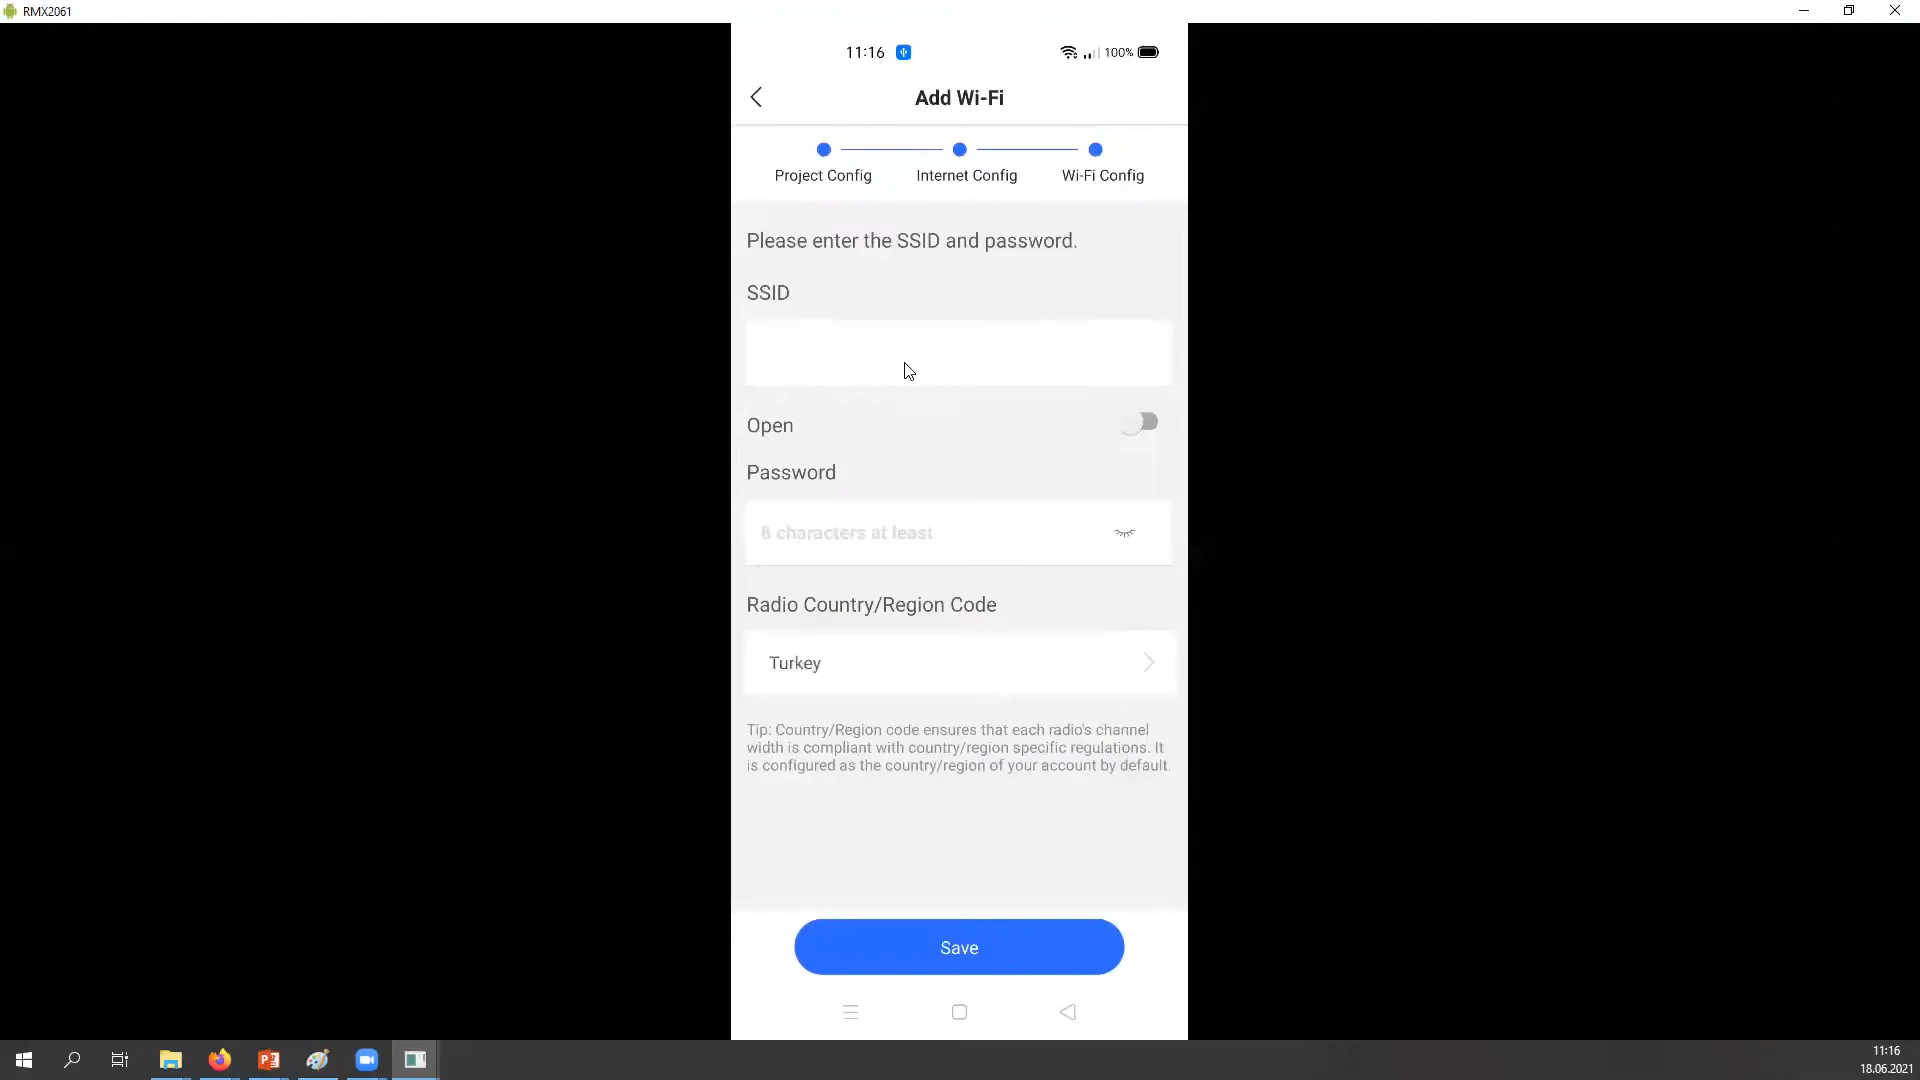 RMX2061
11:16
100%
Add Wi-Fi
Project Config
Internet Config
Wi-Fi Config
Please enter the SSID and password.
SSID
Open
Password
8 characters at least
Radio Country/Region Code
Turkey
Tip: Country/Region code ensures that each radio's channel
width is compliant with country/region specific regulations. It
is configured as the country/region of your account by default.
Save
11:16
18.06.2021